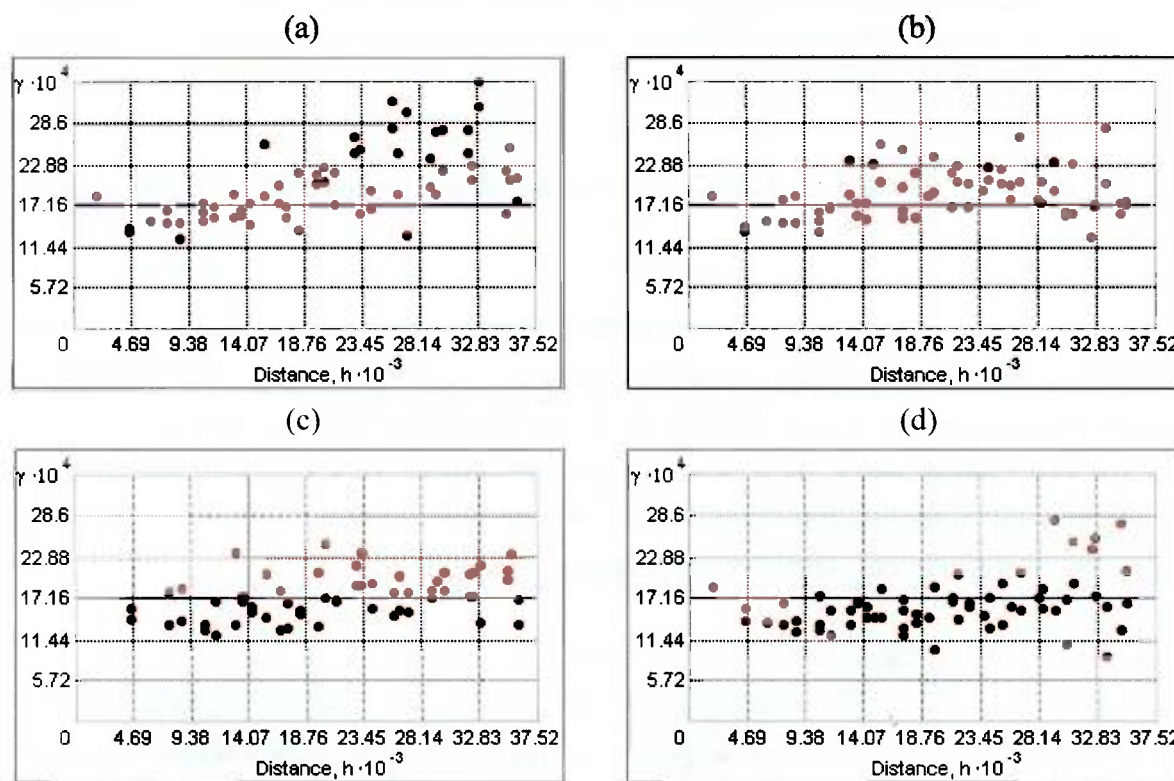 (a)
γ·10⁴
28.6
22.88
17.16
11.44
5.72
0 4.69 9.38 14.07 18.76 23.45 28.14 32.83 37.52
Distance, h·10⁻³
(b)
γ·10⁴
28.6
22.88
17.16
11.44
5.72
0 4.69 9.38 14.07 18.76 23.45 28.14 32.83 37.52
Distance, h·10⁻³
(c)
γ·10⁴
28.6
22.88
17.16
11.44
5.72
0 4.69 9.38 14.07 18.76 23.45 28.14 32.83 37.52
Distance, h·10⁻³
(d)
γ·10⁴
28.6
22.88
17.16
11.44
5.72
0 4.69 9.38 14.07 18.76 23.45 28.14 32.83 37.52
Distance, h·10⁻³